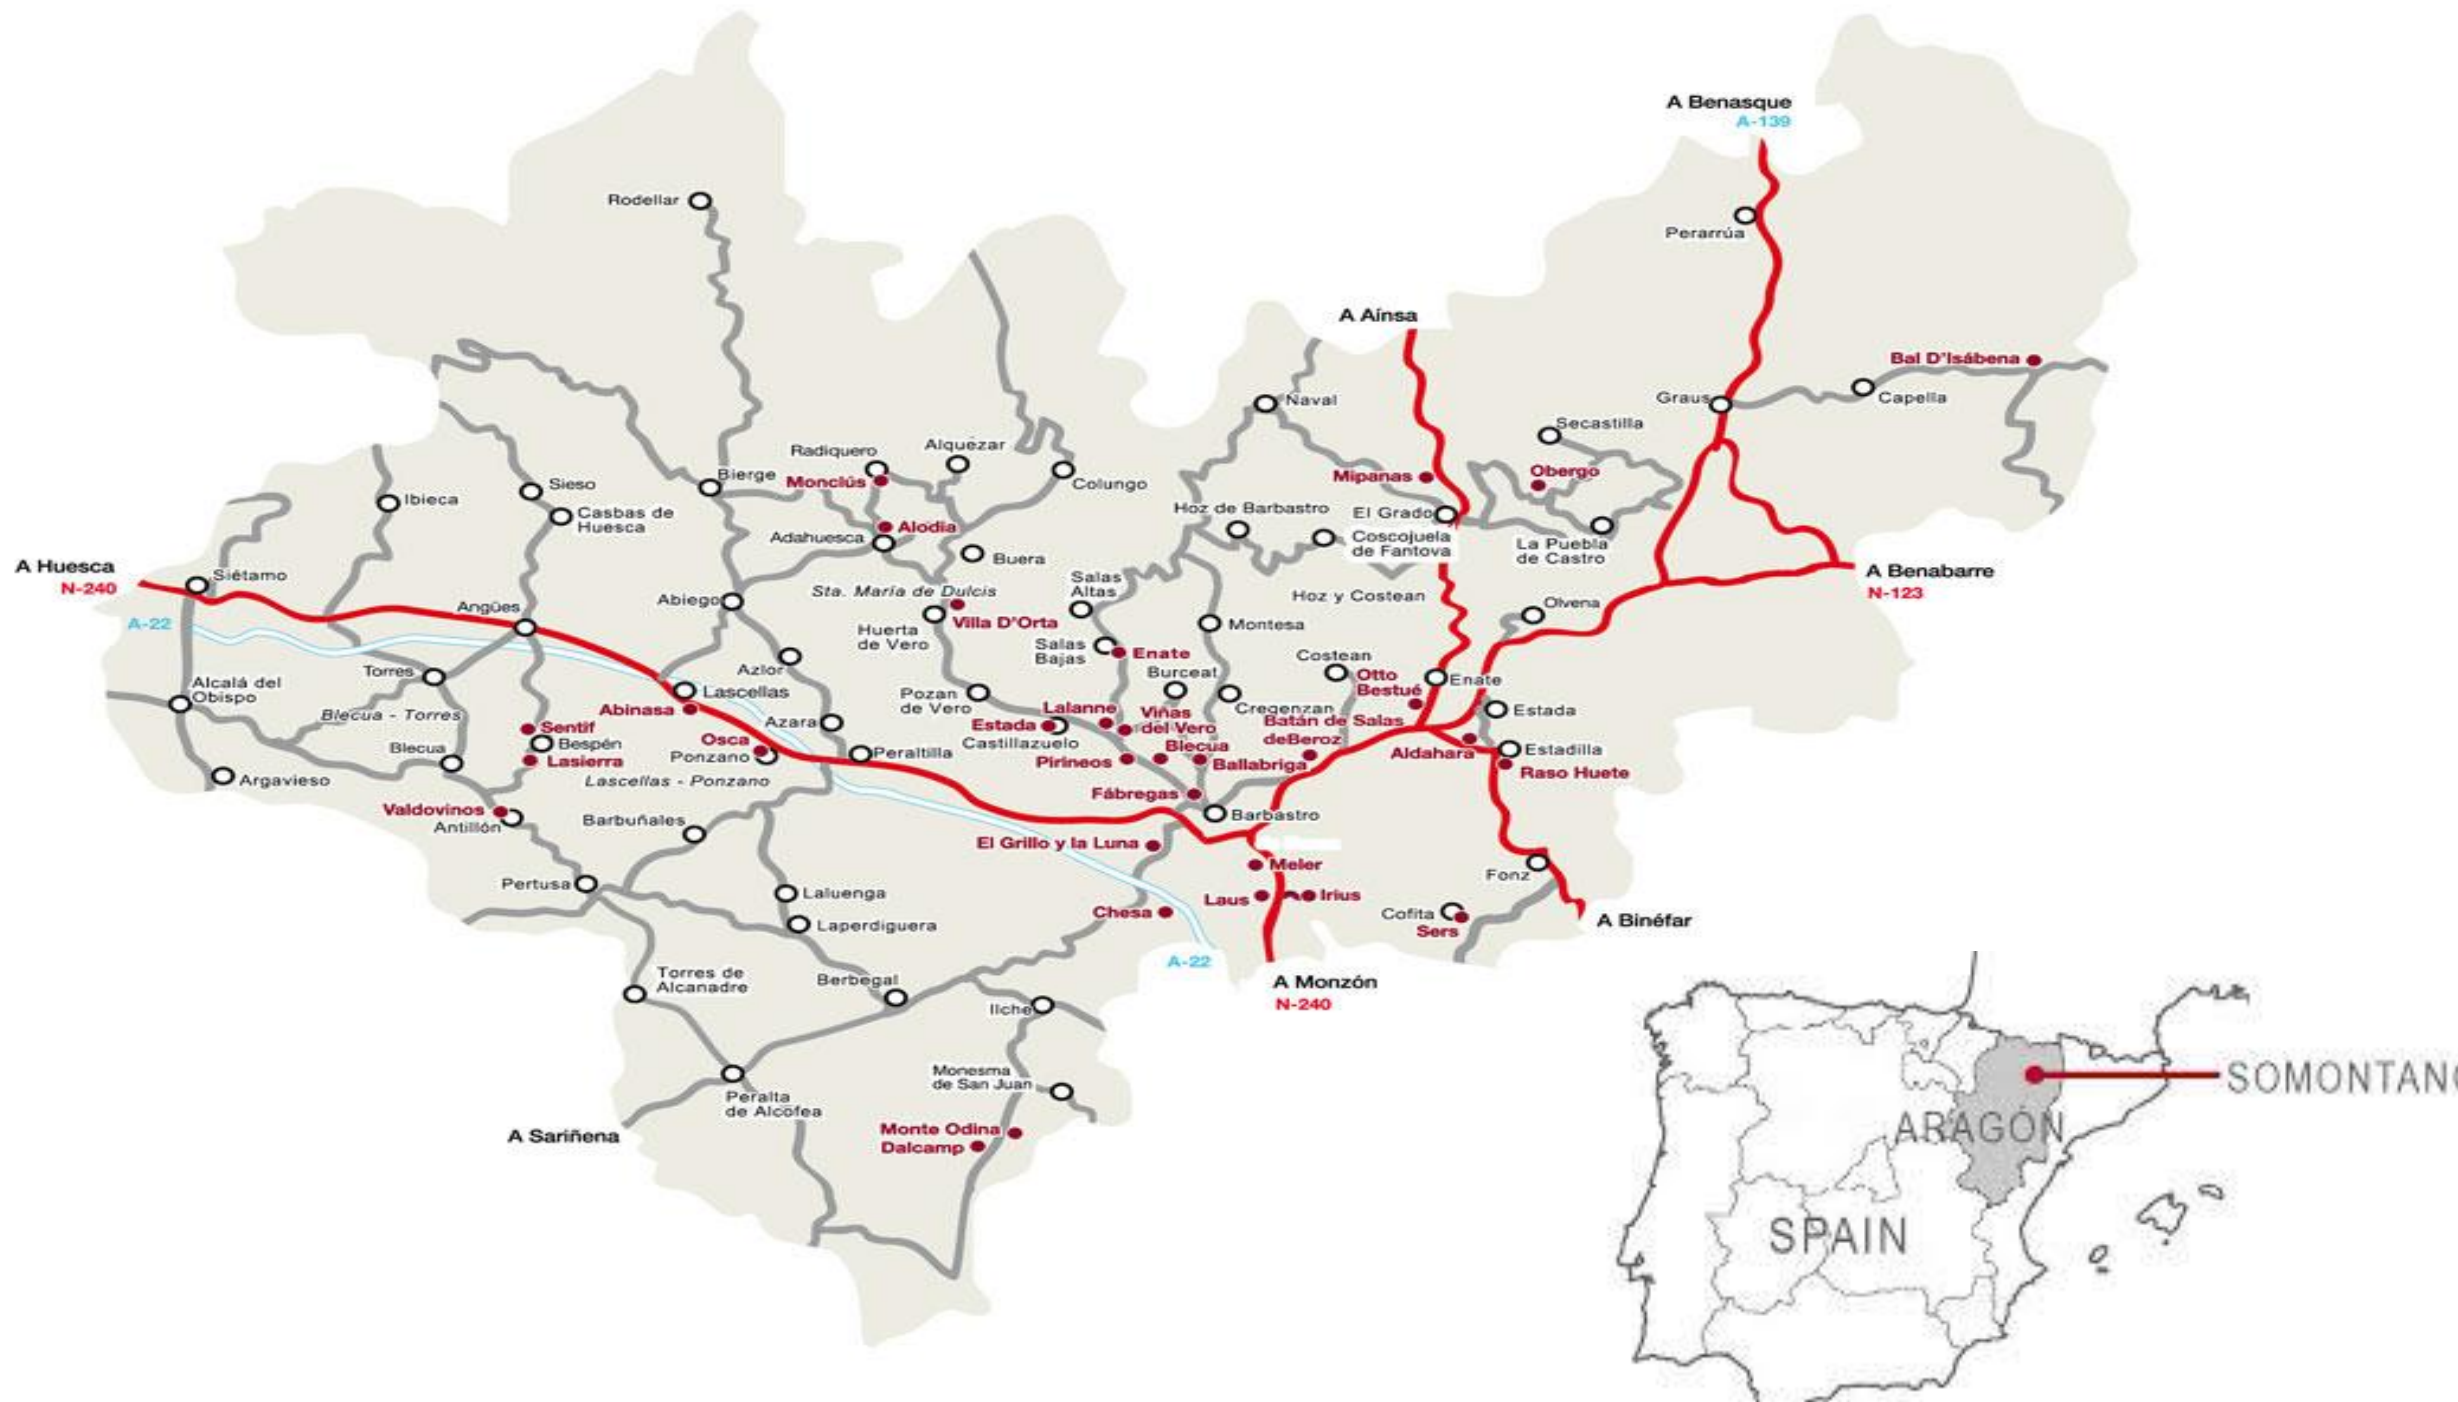 A Benasque
A-139
Rodellar
Perarrúa
A Aínsa
Bal D'Isábena
Capella
Graus
Naval
Secastilla
Obergo
Mipanas
Radiquero
Monclús
Alquézar
Bierge
Colungo
Sieso
Ibieca
Casbas de
Huesca
Hoz de Barbastro
El Grado
Coscojuela
de Fantova
La Puebla
de Castro
Alodia
Adahuesca
Buera
A Huesca
N-240
Siétamo
A-22
Angües
Abiego
Sta. María de Dulcis
Salas
Altas
Hoz y Costean
Olvena
A Benabarre
N-123
Huerta
de Vero
Villa D'Orta
Montesa
Salas
Bajas
Enate
Burceat
Costean
Otto
Bestué
Enate
Torres
Azlor
Alcalá del
Obispo
Lascellas
Abinasa
Pozan
de Vero
Cregenzan
Estada
Blecua - Torres
Azara
Lalanne
Estada
Castillazuelo
Viñas
del Vero
Batán de Salas
deBeroz
Sentif
Bespén
Lasierra
Osca
Ponzano
Peraltilla
Blecua
Blecua
Pirineos
Ballabriga
Aldahara
Estadilla
Raso Huete
Argavieso
Lascellas - Ponzano
Fábregas
Valdovinos
Antillón
Barbuñales
Barbastro
El Grillo y la Luna
Meler
Fonz
Pertusa
Laluenga
Laus
Irius
Chesa
Cofita
Sers
A Binéfar
Laperdiguera
A-22
A Monzón
N-240
Torres de
Alcanadre
Berbegal
Ilche
Monesma
de San Juan
Peralta
de Alcofea
A Sariñena
Monte Odina
Dalcamp
SOMONTANO
ARAGÓN
SPAIN